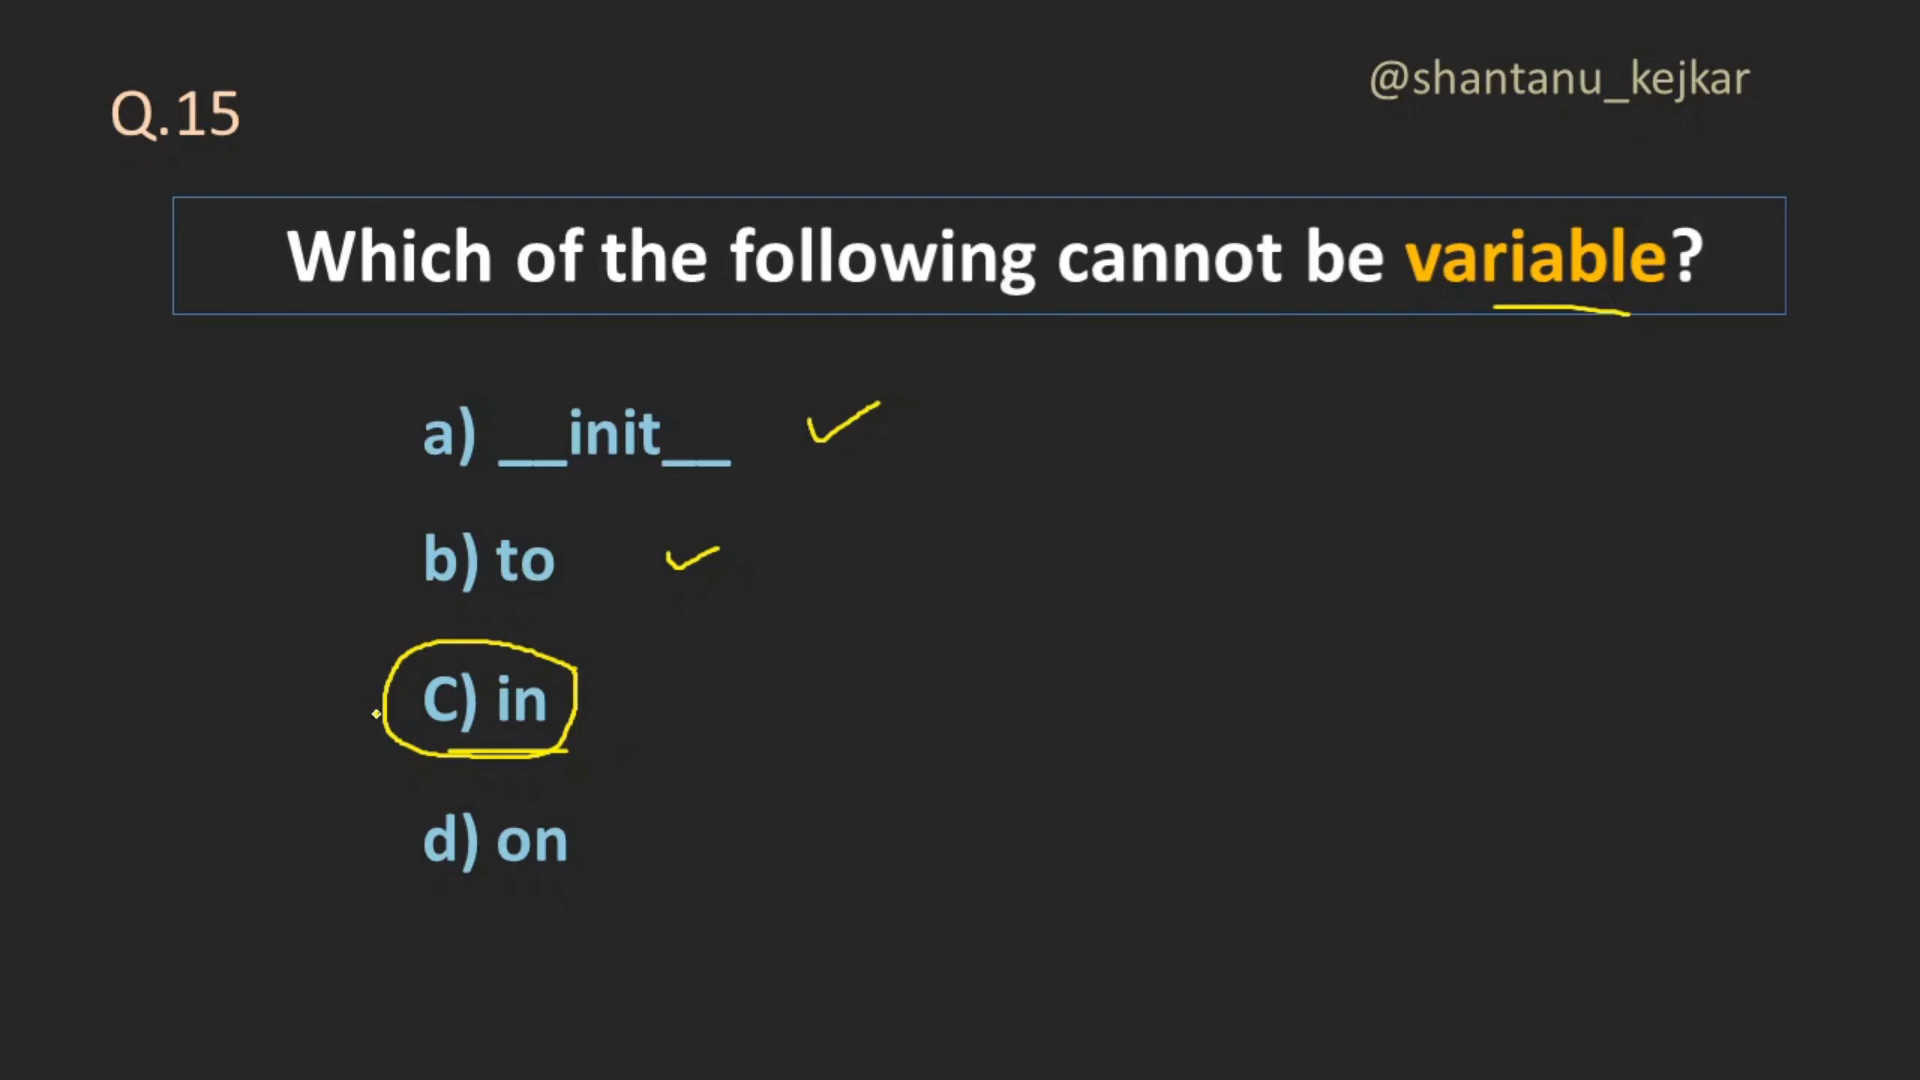 @shantanu_kejkar
Q.15
Which of the following cannot be variable?
a) __init__
b) to
C) in
d) on